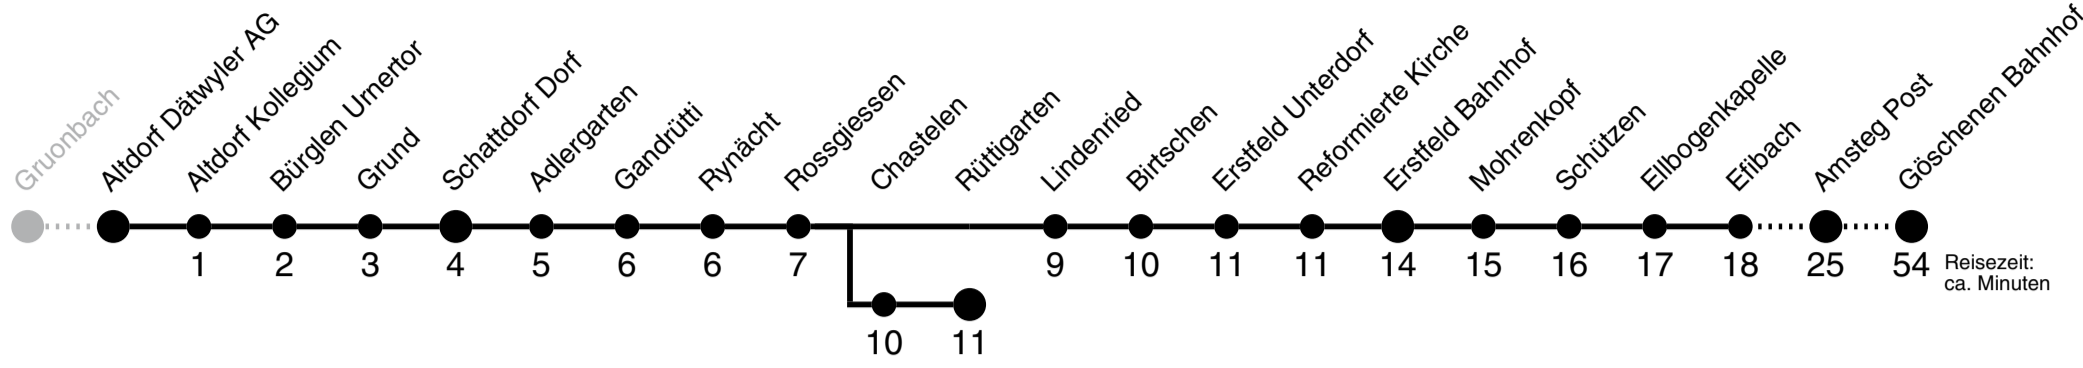 Gruonbach
Altdorf Dätwyler AG
Altdorf Kollegium
Bürglen Urnertor
Grund
Schattdorf Dorf
Adlergarten
Gandrütti
Rynächt
Rossgiessen
Chastelen
Rüttigarten
Lindenried
Birtschen
Erstfeld Unterdorf
Reformierte Kirche
Erstfeld Bahnhof
Mohrenkopf
Schützen
Ellbogenkapelle
Efibach
Amsteg Post
Göschenen Bahnhof
1 2 3 4 5 6 6 7 9 10 11 11 14 15 16 17 18 25 54
Reisezeit:
ca. Minuten
10 11